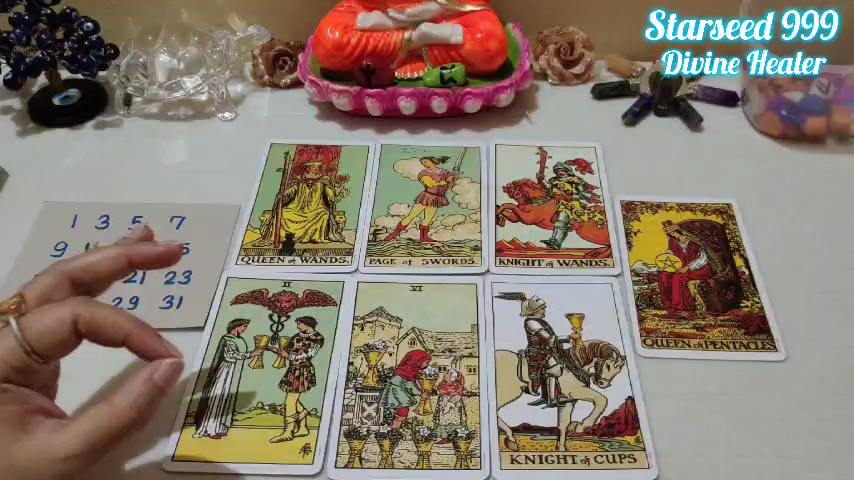 Starseed 999
Divine Healer
1 3 5 7
9
21 23
29 31
QUEEN of WANDS.
PAGE of SWORDS.
KNIGHT of WANDS.
QUEEN of PENTACLES
II
VI
KNIGHT of CUPS